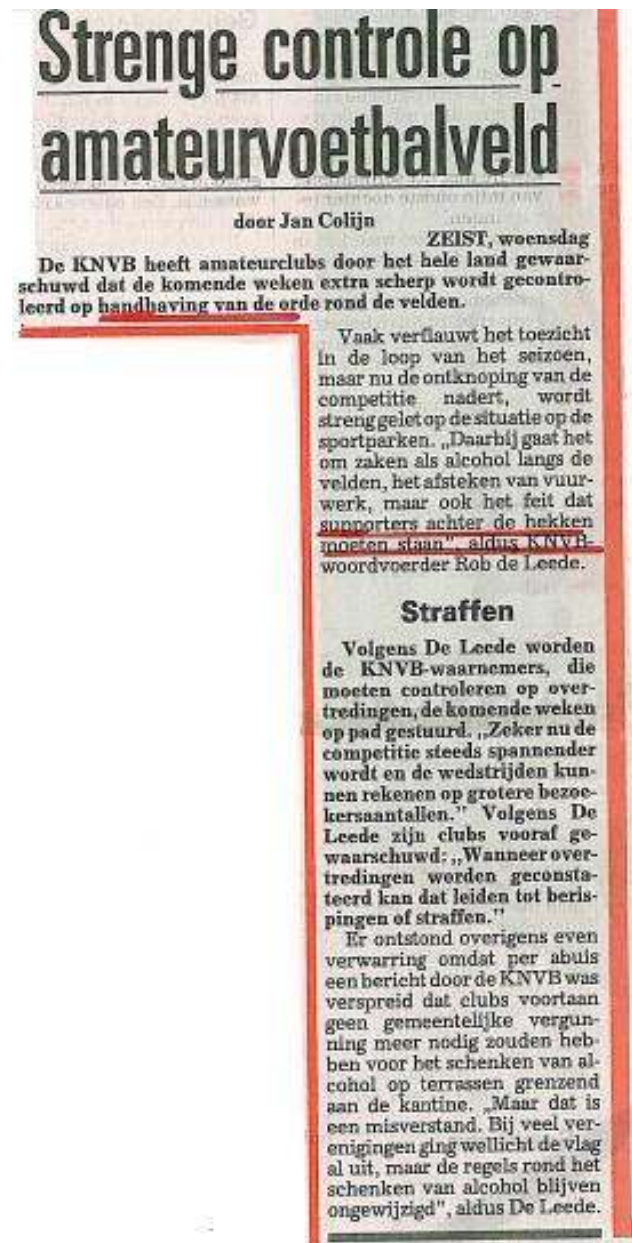 Strenge controle op
amateurvoetbalveld
door Jan Colijn
ZEIST, woensdag
De KNVB heeft amateurclubs door het hele land gewaar-
schuwd dat de komende weken extra scherp wordt gecontro-
leerd op handhaving van de orde rond de velden.
Vaak verflauwt het toezicht
in de loop van het seizoen,
maar nu de ontknoping van de
competitie nadert, wordt
streng gelet op de situatie op de
sportparken. „Daarbij gaat het
om zaken als alcohol langs de
velden, het afsteken van vuur-
werk, maar ook het feit dat
supporters achter de hekken
moeten staan”, aldus KNVB-
woordvoerder Rob de Leede.
Straffen
Volgens De Leede worden
de KNVB-waarnemers, die
moeten controleren op over-
tredingen, de komende weken
op pad gestuurd. „Zeker nu de
competitie steeds spannender
wordt en de wedstrijden kun-
nen rekenen op grotere bezoe-
kersaantallen.” Volgens De
Leede zijn clubs vooraf ge-
waarschuwd: „Wanneer over-
tredingen worden geconsta-
teerd kan dat leiden tot beris-
pingen of straffen.”
Er ontstond overigens even
verwarring omdat per abuis
een bericht door de KNVB was
verspreid dat clubs voortaan
geen gemeentelijke vergun-
ning meer nodig zouden heb-
ben voor het schenken van al-
cohol op terrassen grenzend
aan de kantine. „Maar dat is
een misverstand. Bij veel ver-
enigingen ging wellicht de vlag
al uit, maar de regels rond het
schenken van alcohol blijven
ongewijzigd”, aldus De Leede.